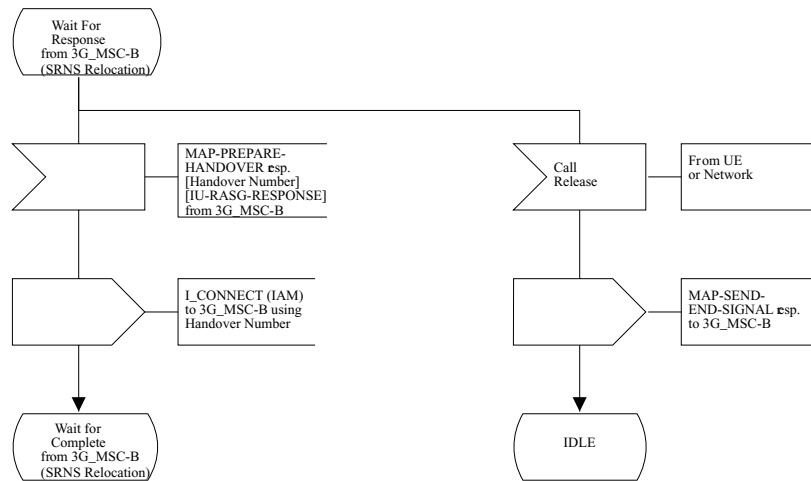 Wait For
Response
from 3G_MSC-B
(SRNS Relocation)
MAP-PREPARE-
HANDOVER resp.
[Handover Number]
[IU-RASG-RESPONSE]
from 3G_MSC-B
Call
Release
From UE
or Network
I_CONNECT (IAM)
to 3G_MSC-B using
Handover Number
MAP-SEND-
END-SIGNAL resp.
to 3G_MSC-B
Wait for
Complete
from 3G_MSC-B
(SRNS Relocation)
IDLE